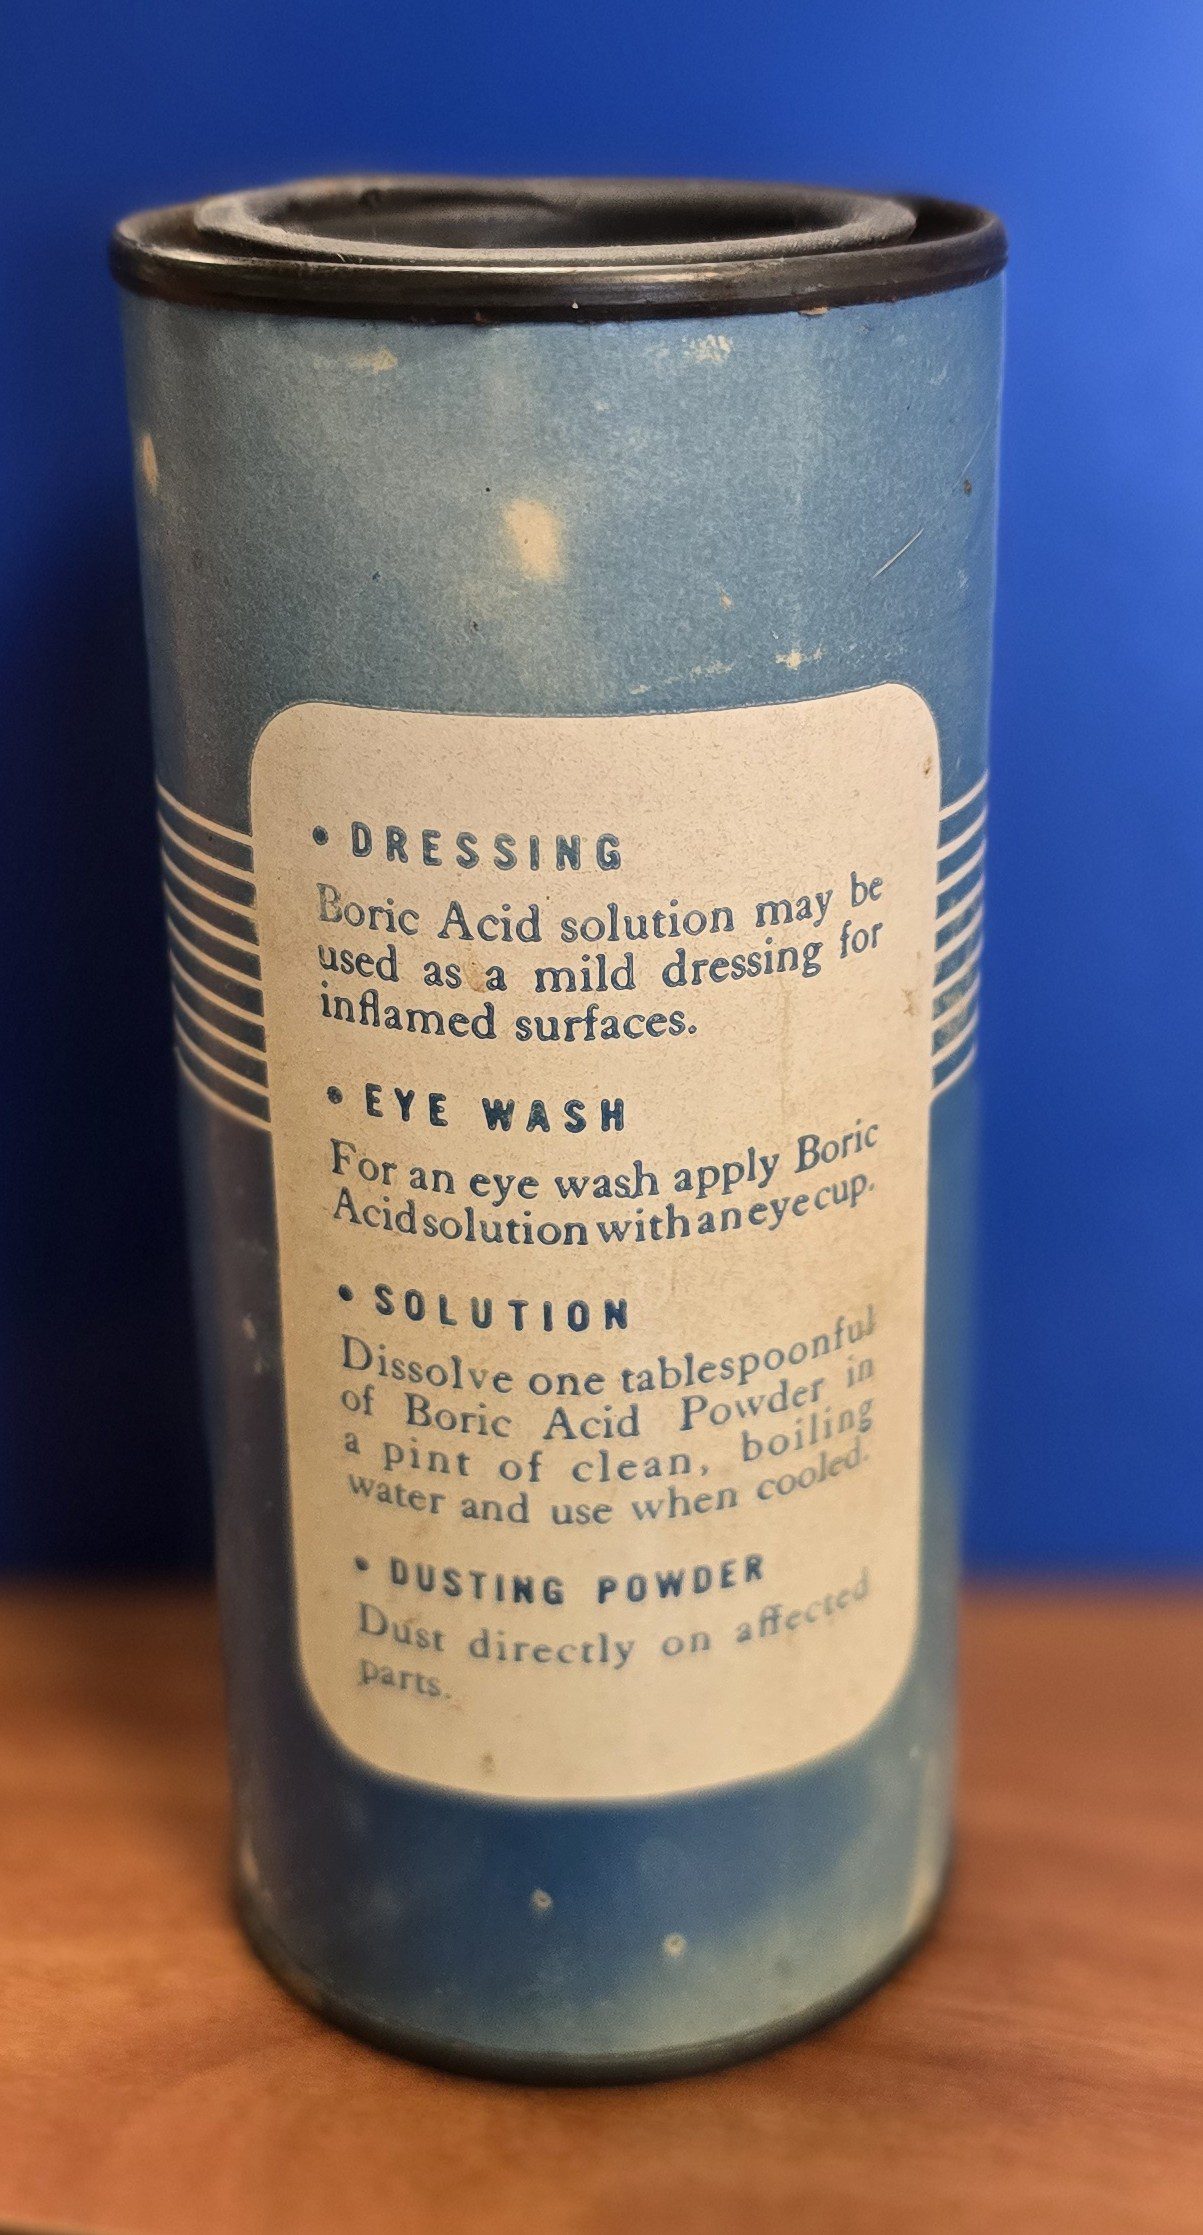 • DRESSING
Boric Acid solution may be
used as a mild dressing for
inflamed surfaces.
• EYE WASH
For an eye wash apply Boric
Acid solution with an eye cup.
• SOLUTION
Dissolve one tablespoonful
of Boric Acid Powder in
a pint of clean, boiling
water and use when cooled.
• DUSTING POWDER
Dust directly on affected
parts.